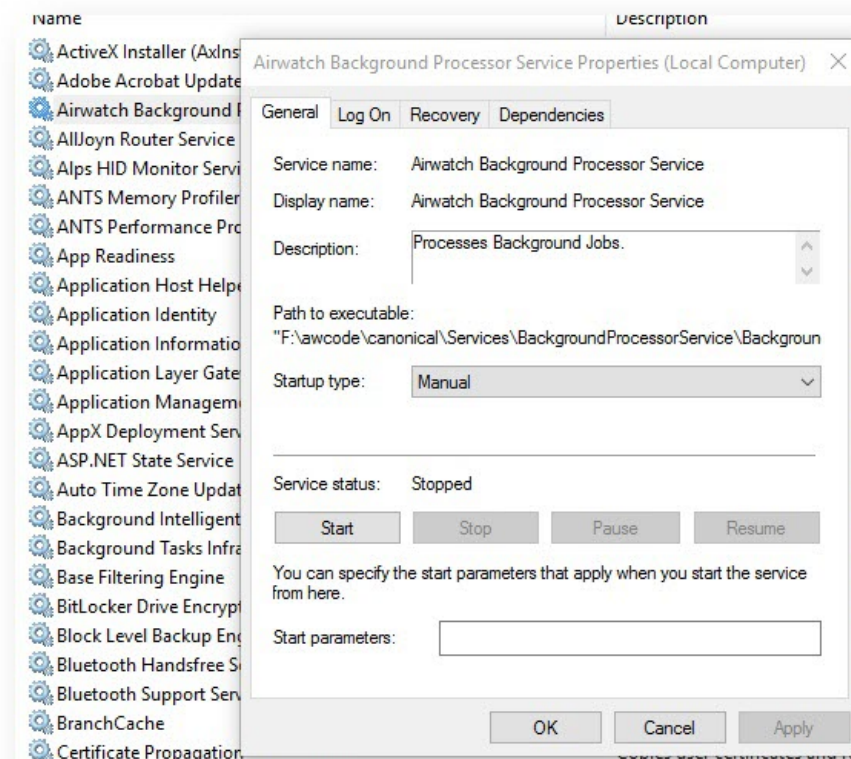 Name Description
ActiveX Installer (AxIns
Adobe Acrobat Update
Airwatch Background P
AllJoyn Router Service
Alps HID Monitor Servi
ANTS Memory Profiler
ANTS Performance Pro
App Readiness
Application Host Helpe
Application Identity
Application Informatio
Application Layer Gate
Application Manageme
AppX Deployment Serv
ASP.NET State Service
Auto Time Zone Updat
Background Intelligent
Background Tasks Infra
Base Filtering Engine
BitLocker Drive Encrypt
Block Level Backup Eng
Bluetooth Handsfree Se
Bluetooth Support Serv
BranchCache
Certificate Propagation
Airwatch Background Processor Service Properties (Local Computer)
General Log On Recovery Dependencies
Service name: Airwatch Background Processor Service
Display name: Airwatch Background Processor Service
Description: Processes Background Jobs.
Path to executable:
"F:\awcode\canonical\Services\BackgroundProcessorService\Backgroun
Startup type: Manual
Service status: Stopped
Start Stop Pause Resume
You can specify the start parameters that apply when you start the service
from here.
Start parameters:
OK Cancel Apply
Copies user certificates and